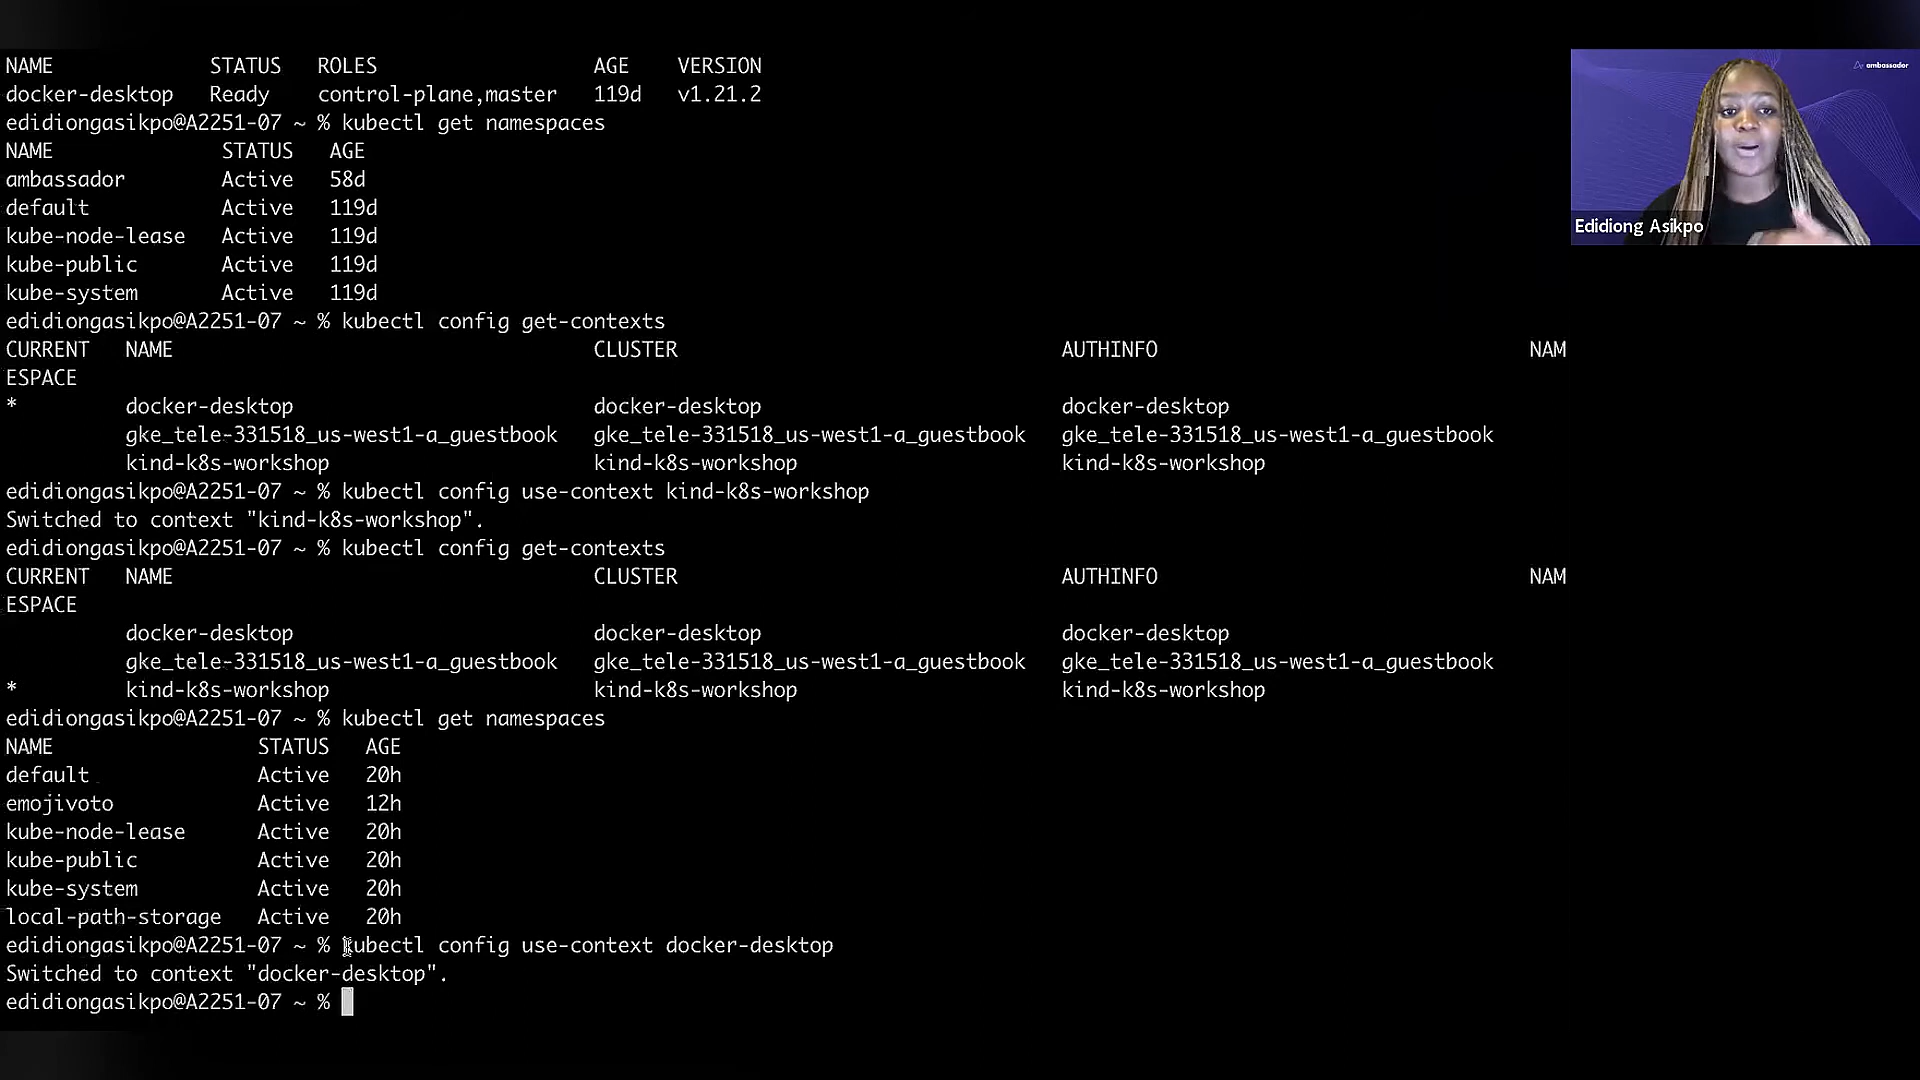 NAME STATUS ROLES AGE VERSION
docker-desktop Ready control-plane,master 119d v1.21.2
edidiongasikpo@A2251-07 ~ % kubectl get namespaces
NAME STATUS AGE
ambassador Active 58d
default Active 119d
kube-node-lease Active 119d
kube-public Active 119d
kube-system Active 119d
edidiongasikpo@A2251-07 ~ % kubectl config get-contexts
CURRENT NAME CLUSTER AUTHINFO NAM
ESPACE
* docker-desktop docker-desktop docker-desktop
gke_tele-331518_us-west1-a_guestbook gke_tele-331518_us-west1-a_guestbook gke_tele-331518_us-west1-a_guestbook
kind-k8s-workshop kind-k8s-workshop kind-k8s-workshop
edidiongasikpo@A2251-07 ~ % kubectl config use-context kind-k8s-workshop
Switched to context "kind-k8s-workshop".
edidiongasikpo@A2251-07 ~ % kubectl config get-contexts
CURRENT NAME CLUSTER AUTHINFO NAM
ESPACE
docker-desktop docker-desktop docker-desktop
gke_tele-331518_us-west1-a_guestbook gke_tele-331518_us-west1-a_guestbook gke_tele-331518_us-west1-a_guestbook
* kind-k8s-workshop kind-k8s-workshop kind-k8s-workshop
edidiongasikpo@A2251-07 ~ % kubectl get namespaces
NAME STATUS AGE
default Active 20h
emojivoto Active 12h
kube-node-lease Active 20h
kube-public Active 20h
kube-system Active 20h
local-path-storage Active 20h
edidiongasikpo@A2251-07 ~ % kubectl config use-context docker-desktop
Switched to context "docker-desktop".
edidiongasikpo@A2251-07 ~ %
ambassador
Edidiong Asikpo